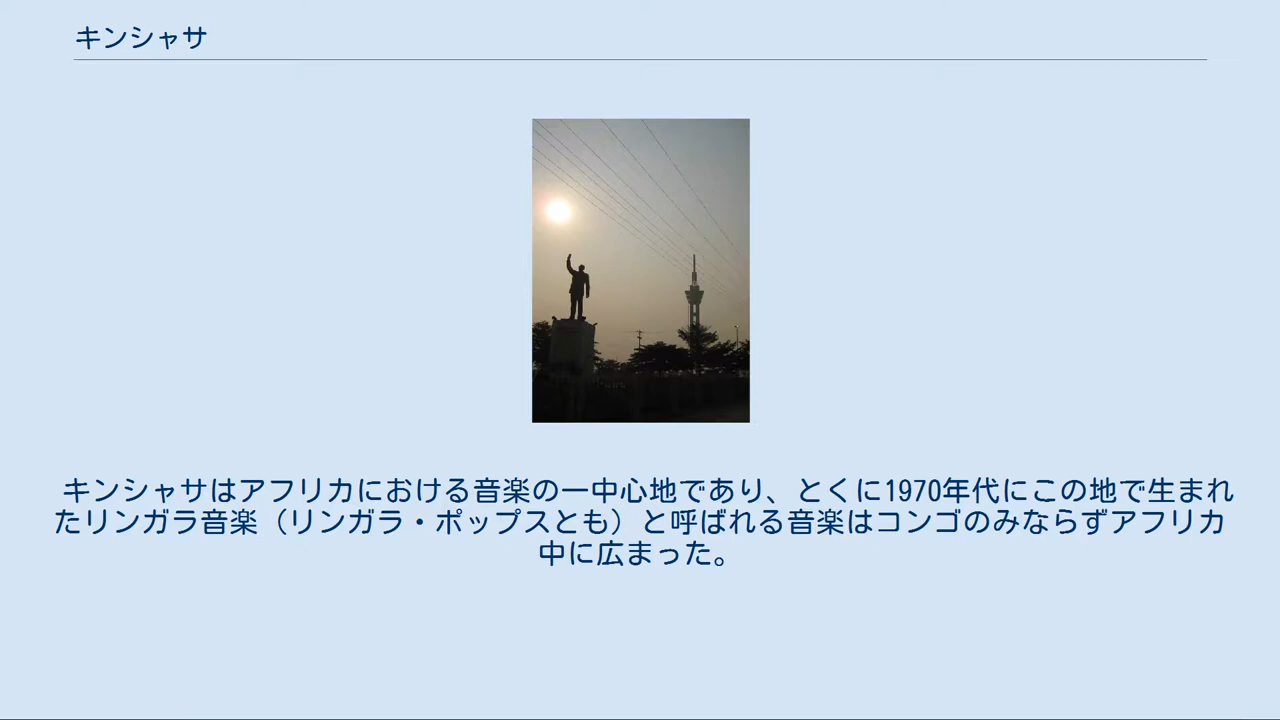 キンシャサ
キンシャサはアフリカにおける音楽の一中心地であり、とくに1970年代にこの地で生まれ
たリンガラ音楽（リンガラ・ポップスとも）と呼ばれる音楽はコンゴのみならずアフリカ
中に広まった。